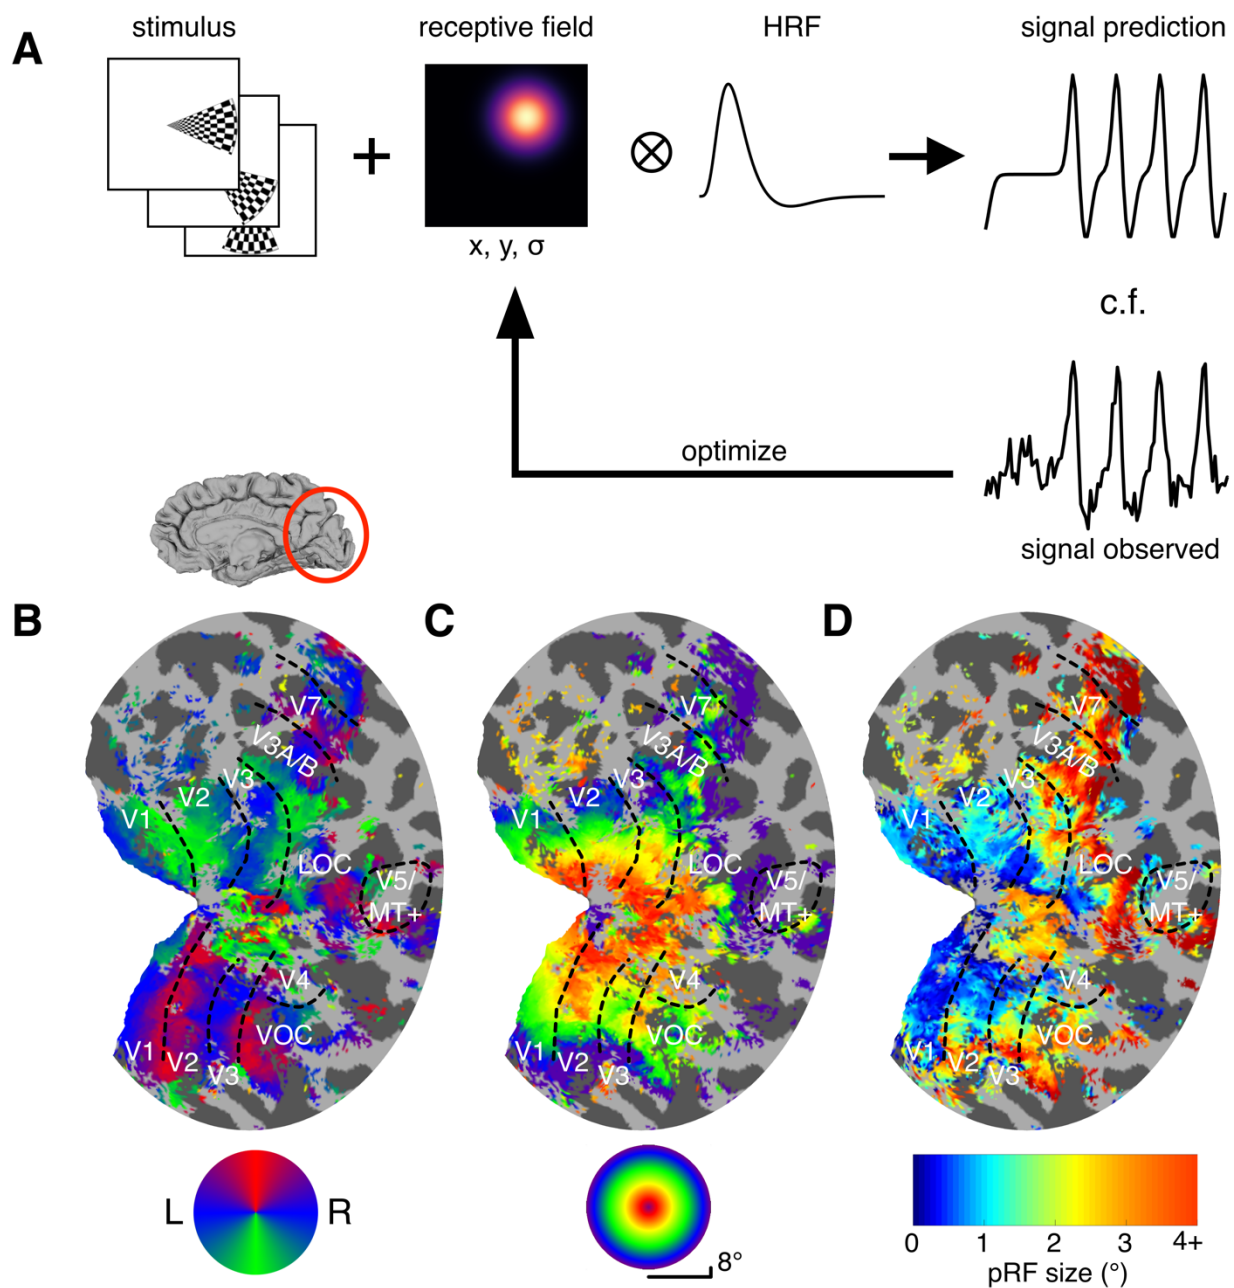 A
stimulus
receptive field
HRF
signal prediction
x, y, σ
c.f.
optimize
signal observed
B
C
D
V7
V3A/B
V3
V2
V1
LOC
V5/
MT+
V4
VOC
V1
V2
V3
V7
V3A/B
V3
V2
V1
LOC
V5/
MT+
V4
VOC
V1
V2
V3
V7
V3A/B
V3
V2
V1
LOC
V5/
MT+
V4
VOC
V1
V2
V3
L
R
8°
0 1 2 3 4+
pRF size (°)